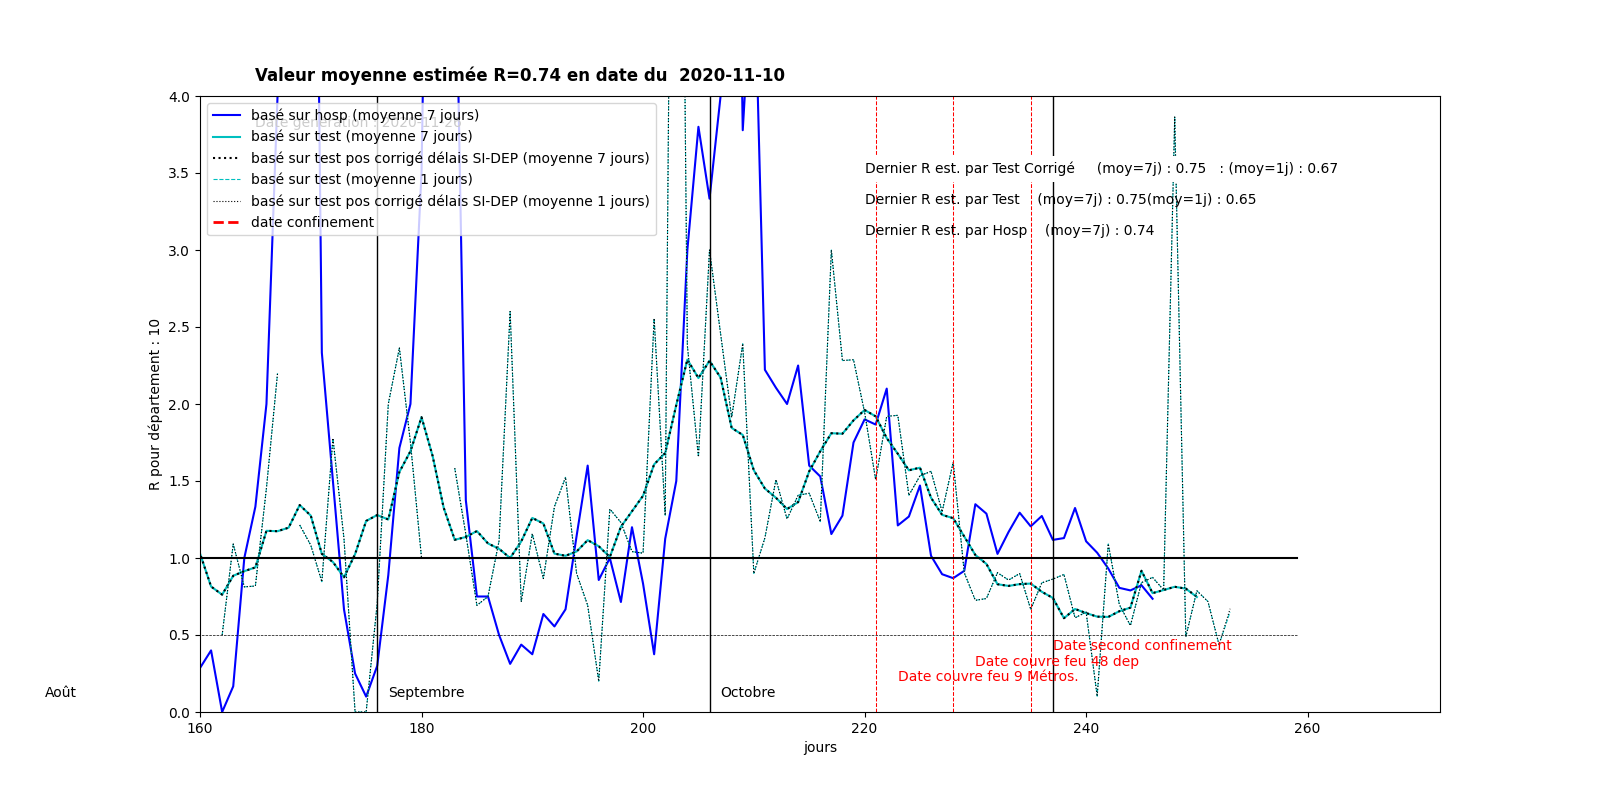 Valeur moyenne estimée R=0.74 en date du  2020-11-10
basé sur hosp (moyenne 7 jours)
basé sur test (moyenne 7 jours)
basé sur test pos corrigé délais SI-DEP (moyenne 7 jours)
basé sur test (moyenne 1 jours)
basé sur test pos corrigé délais SI-DEP (moyenne 1 jours)
date confinement
Dernier R est. par Test Corrigé     (moy=7j) : 0.75   : (moy=1j) : 0.67
Dernier R est. par Test    (moy=7j) : 0.75(moy=1j) : 0.65
Dernier R est. par Hosp    (moy=7j) : 0.74
R pour département : 10
4.0
3.5
3.0
2.5
2.0
1.5
1.0
0.5
0.0
Date second confinement
Date couvre feu 48 dep
Date couvre feu 9 Métros.
Août
Septembre
Octobre
160
180
200
220
240
260
jours